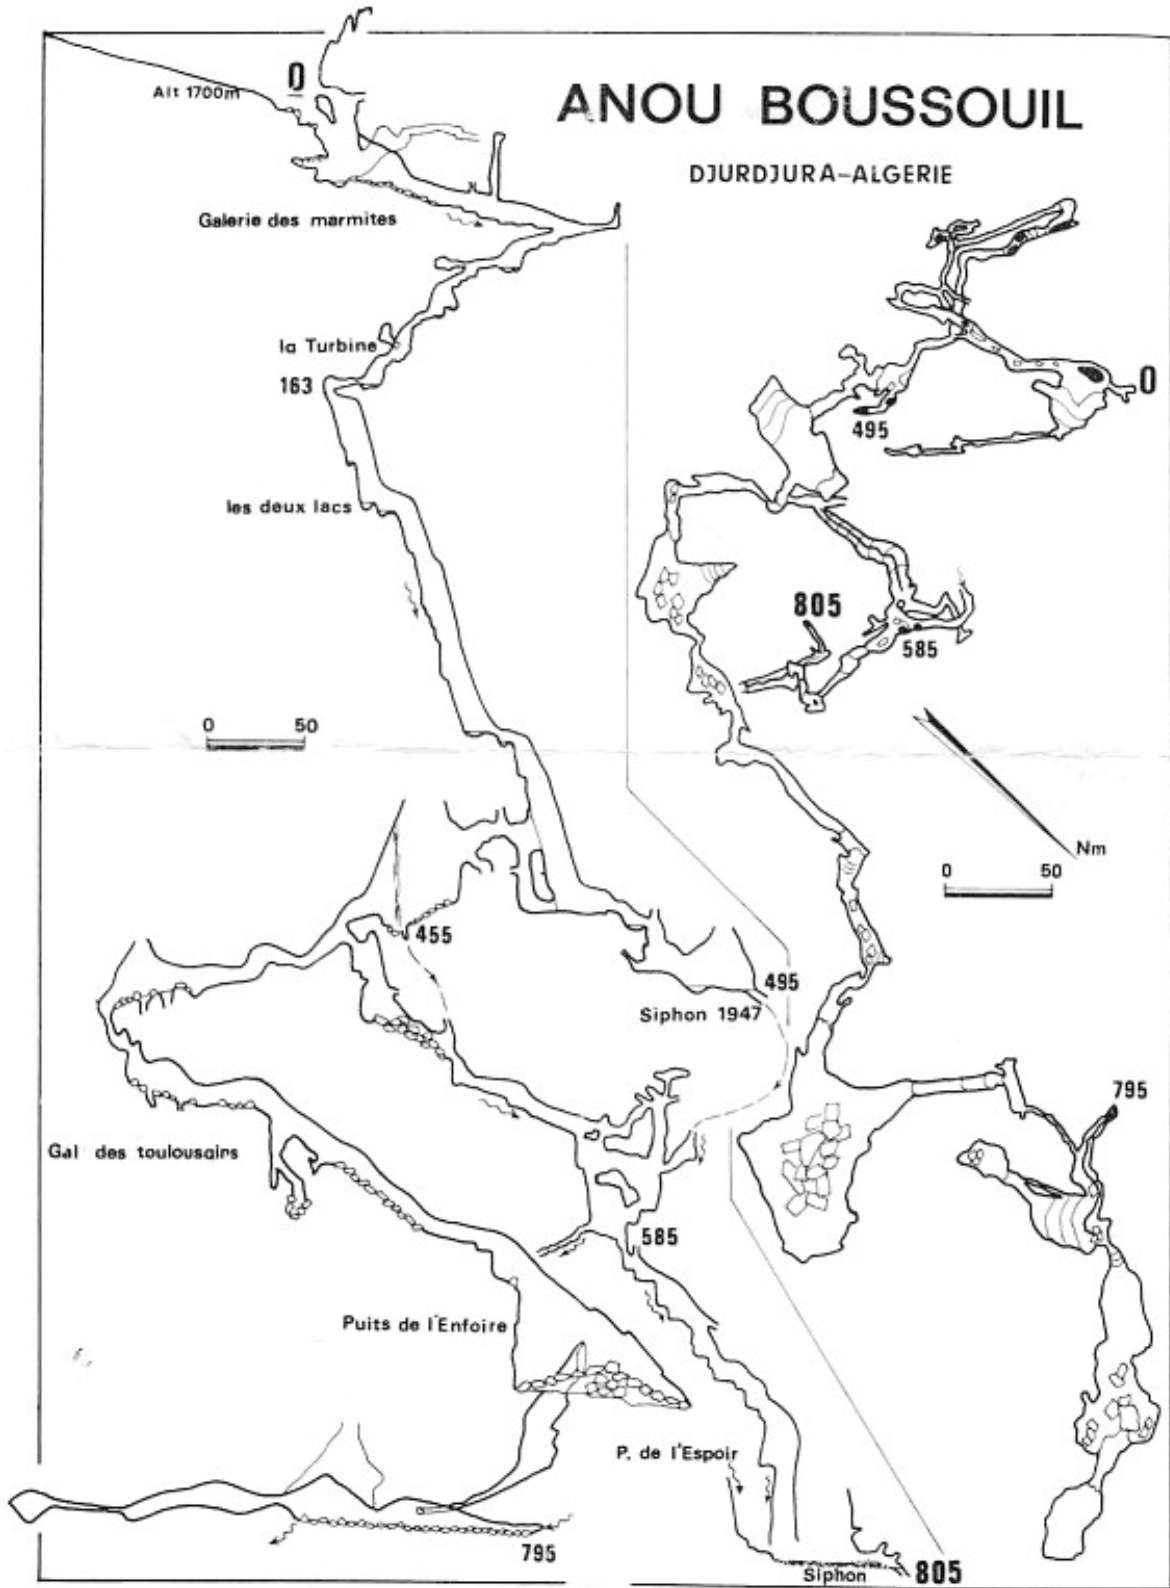 ANOU BOUSSOUIL
DJURDJURA-ALGERIE
Alt 1700m
0
Galerie des marmites
la Turbine
163
les deux lacs
0 50
455
495
Siphon 1947
Gal des toulousains
585
Puits de l'Enfoire
P. de l'Espoir
795
Siphon
805
0
495
805
585
Nm
0 50
795